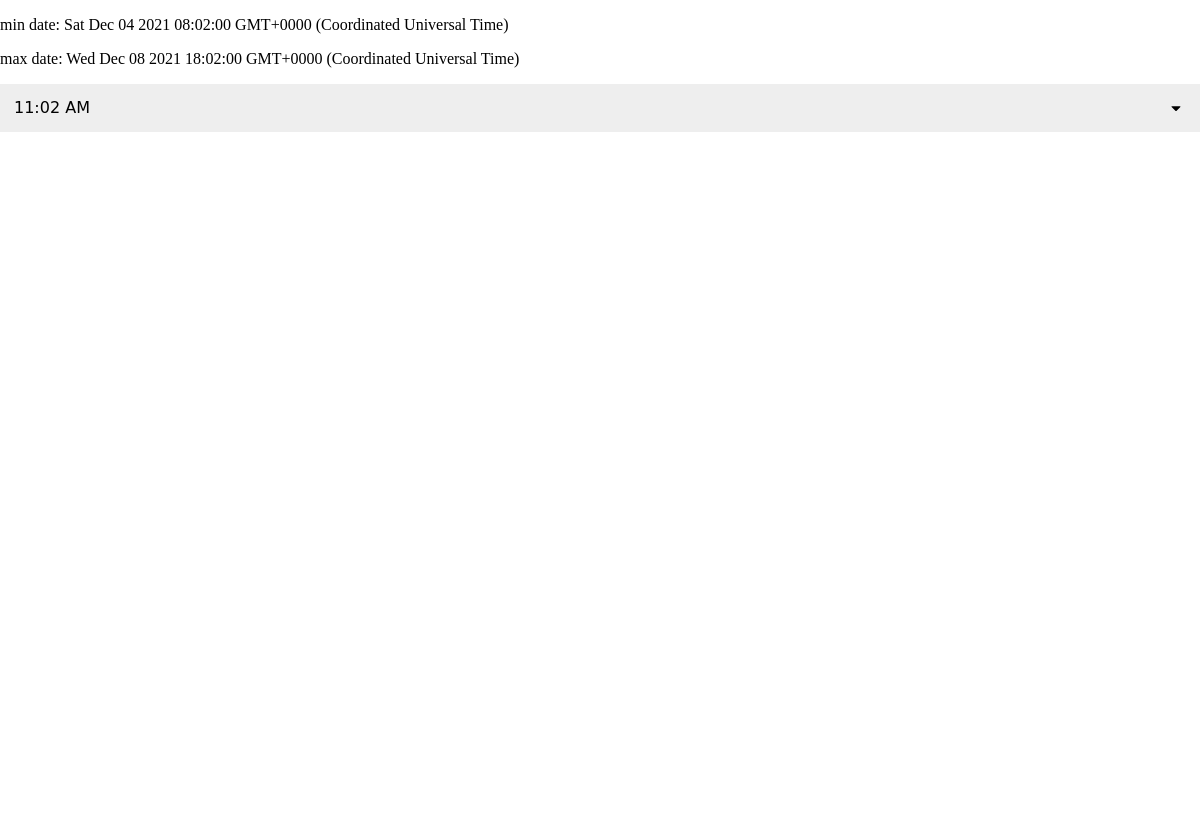 min date: Sat Dec 04 2021 08:02:00 GMT+0000 (Coordinated Universal Time)
max date: Wed Dec 08 2021 18:02:00 GMT+0000 (Coordinated Universal Time)
11:02 AM